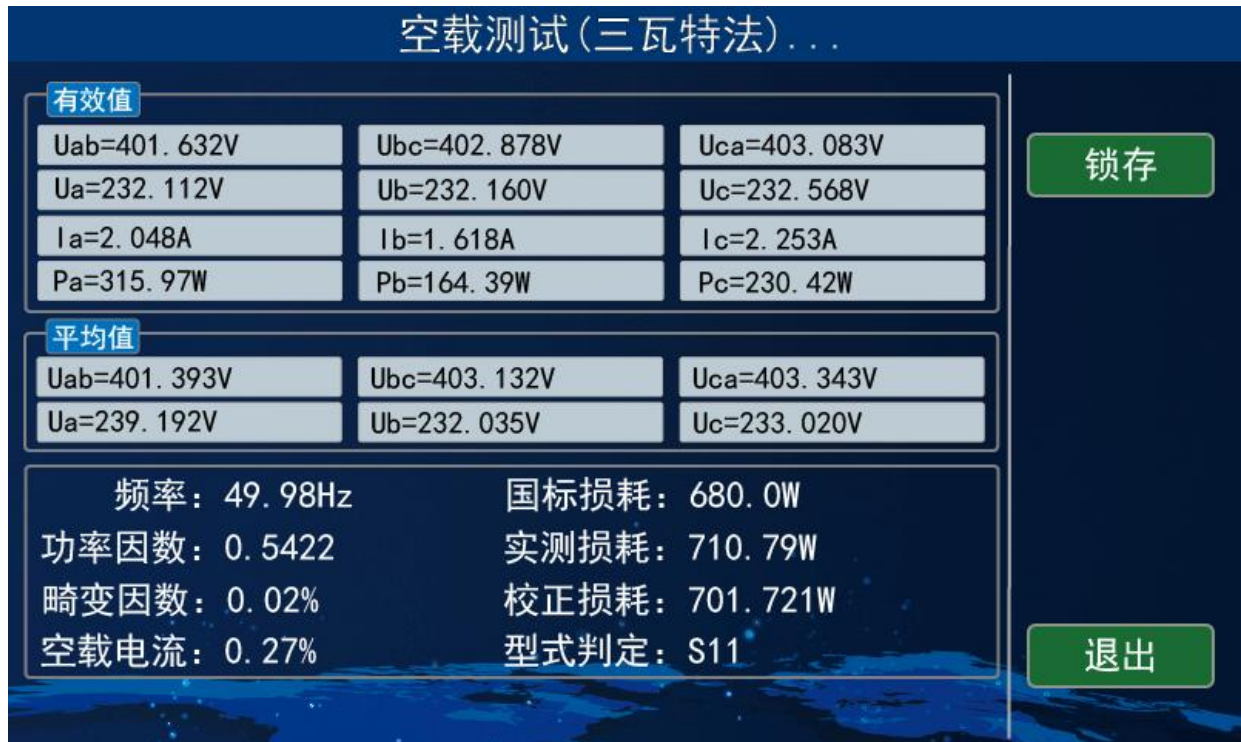 空载测试(三瓦特法)...
有效值
Uab=401.632V Ubc=402.878V Uca=403.083V
锁存
Ua=232.112V Ub=232.160V Uc=232.568V
Ia=2.048A Ib=1.618A Ic=2.253A
Pa=315.97W Pb=164.39W Pc=230.42W
平均值
Uab=401.393V Ubc=403.132V Uca=403.343V
Ua=239.192V Ub=232.035V Uc=233.020V
频率：49.98Hz 国标损耗：680.0W
功率因数：0.5422 实测损耗：710.79W
畸变因数：0.02% 校正损耗：701.721W
空载电流：0.27% 型式判定：S11
退出